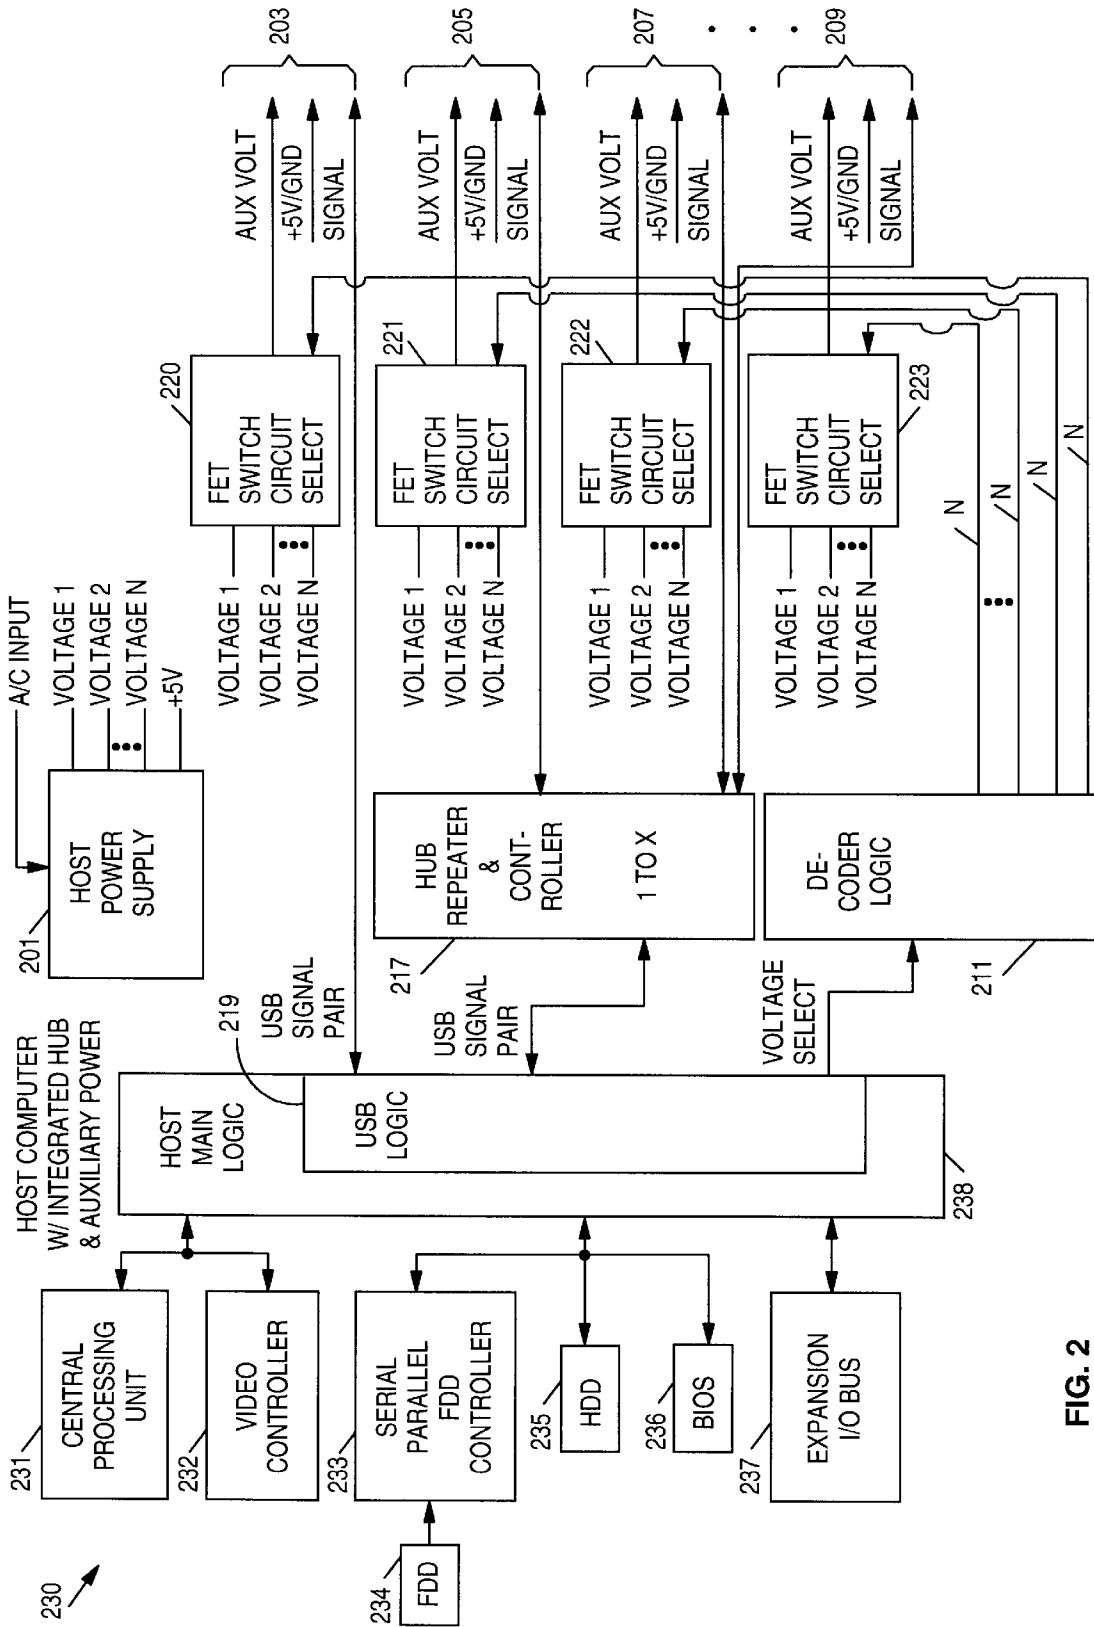 230
HOST COMPUTER
W/ INTEGRATED HUB
& AUXILIARY POWER
231
CENTRAL
PROCESSING
UNIT
232
VIDEO
CONTROLLER
234
FDD
233
SERIAL
PARALLEL
FDD
CONTROLLER
235
HDD
236
BIOS
237
EXPANSION
I/O BUS
HOST
MAIN
LOGIC
238
219
USB
LOGIC
USB
SIGNAL
PAIR
USB
SIGNAL
PAIR
VOLTAGE
SELECT
201
HOST
POWER
SUPPLY
A/C INPUT
VOLTAGE 1
VOLTAGE 2
VOLTAGE N
+5V
217
HUB
REPEATER
&
CONT-
ROLLER
1 TO X
211
DE-
CODER
LOGIC
N
N
N
N
VOLTAGE 1
VOLTAGE 2
VOLTAGE N
220
FET
SWITCH
CIRCUIT
SELECT
AUX VOLT
+5V/GND
SIGNAL
203
VOLTAGE 1
VOLTAGE 2
VOLTAGE N
221
FET
SWITCH
CIRCUIT
SELECT
AUX VOLT
+5V/GND
SIGNAL
205
VOLTAGE 1
VOLTAGE 2
VOLTAGE N
222
FET
SWITCH
CIRCUIT
SELECT
AUX VOLT
+5V/GND
SIGNAL
207
VOLTAGE 1
VOLTAGE 2
VOLTAGE N
223
FET
SWITCH
CIRCUIT
SELECT
AUX VOLT
+5V/GND
SIGNAL
209
FIG. 2